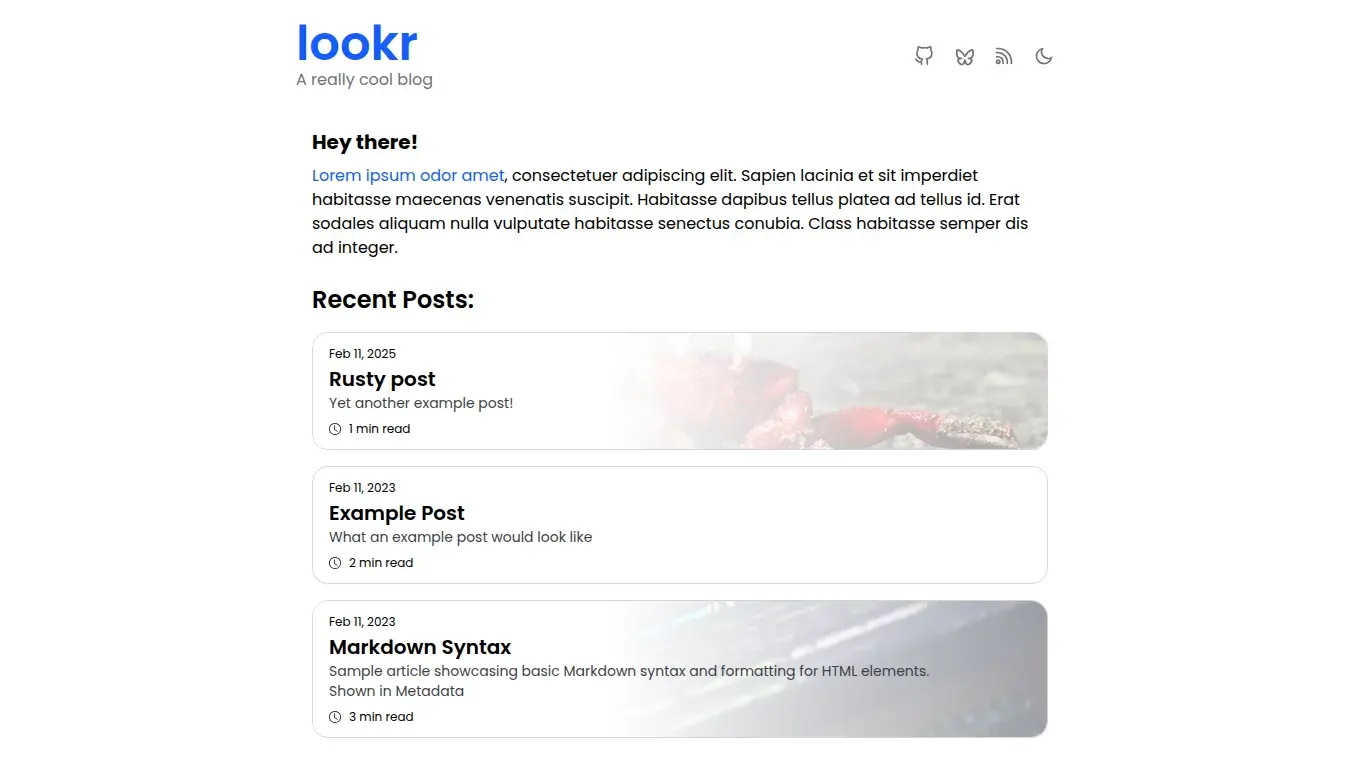 lookr
A really cool blog
Hey there!
Lorem ipsum odor amet, consectetuer adipiscing elit. Sapien lacinia et sit imperdiet
habitasse maecenas venenatis suscipit. Habitasse dapibus tellus platea ad tellus id. Erat
sodales aliquam nulla vulputate habitasse senectus conubia. Class habitasse semper dis
ad integer.
Recent Posts:
Feb 11, 2025
Rusty post
Yet another example post!
1 min read
Feb 11, 2023
Example Post
What an example post would look like
2 min read
Feb 11, 2023
Markdown Syntax
Sample article showcasing basic Markdown syntax and formatting for HTML elements.
Shown in Metadata
3 min read